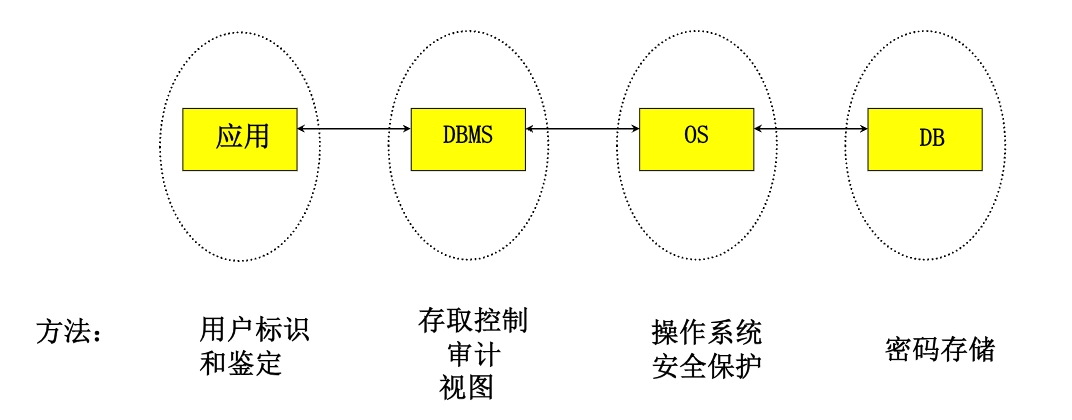 应用
DBMS
OS
DB
方法：
用户标识
和鉴定
存取控制
审计
视图
操作系统
安全保护
密码存储